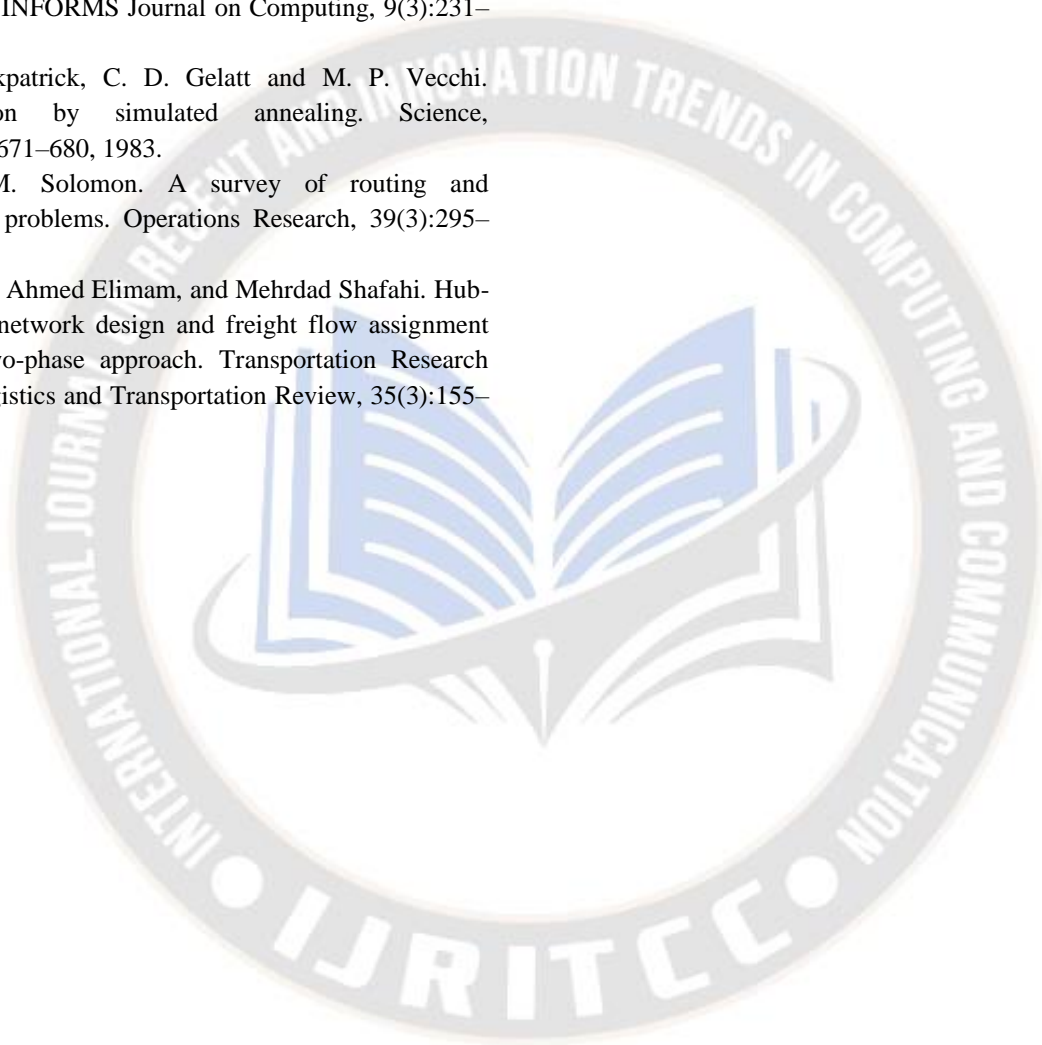 INFORMS Journal on Computing, 9(3):231–
kpatrick, C. D. Gelatt and M. P. Vecchi.
on by simulated annealing. Science,
671–680, 1983.
M. Solomon. A survey of routing and
problems. Operations Research, 39(3):295–
Ahmed Elimam, and Mehrdad Shafahi. Hub-
network design and freight flow assignment
vo-phase approach. Transportation Research
gistics and Transportation Review, 35(3):155–
INTERNATIONAL JOURNAL ON RECENT AND INNOVATION TRENDS IN COMPUTING AND COMMUNICATION
IJRITCC